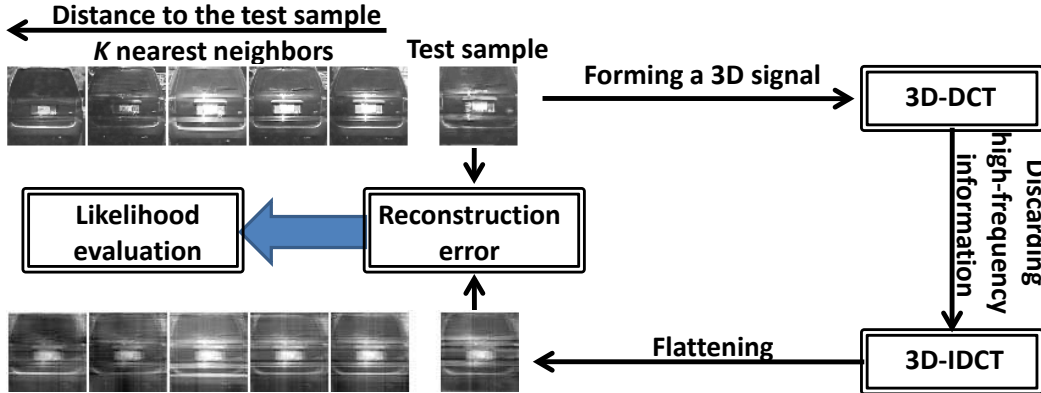 Distance to the test sample
K nearest neighbors
Test sample
Forming a 3D signal
3D-DCT
Discarding
high-frequency
information
Likelihood
evaluation
Reconstruction
error
Flattening
3D-IDCT